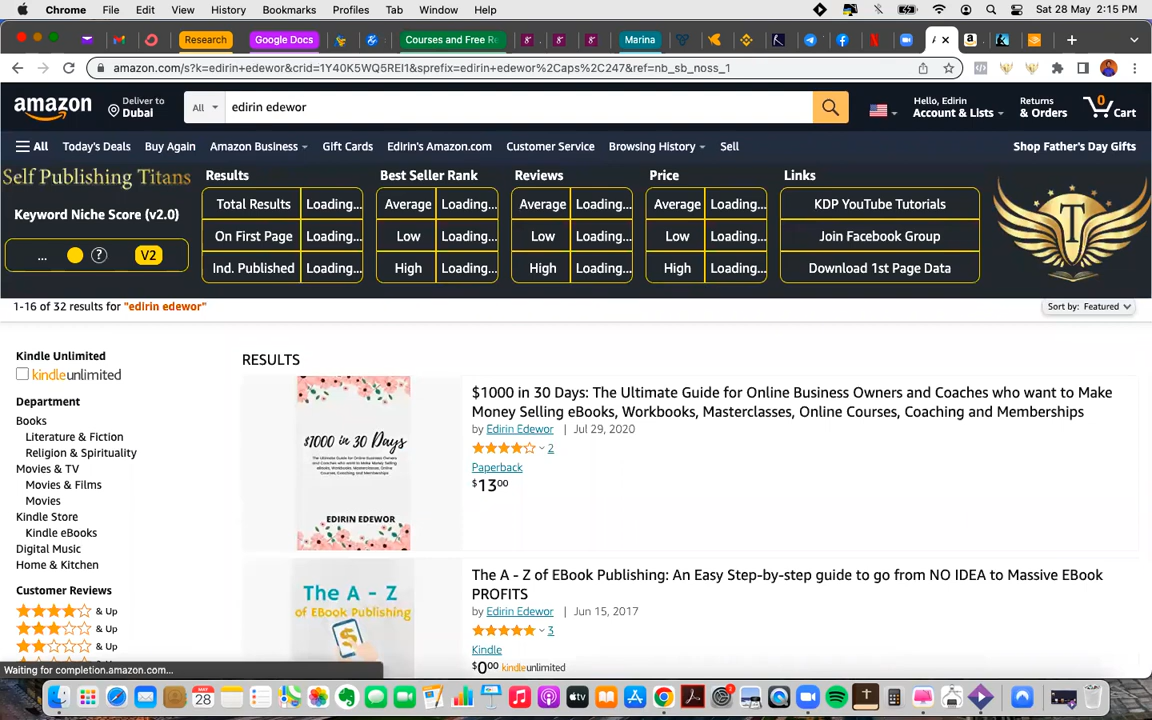 Chrome File Edit View History Bookmarks Profiles Tab Window Help Sat 28 May 2:15 PM
Research Google Docs Courses and Free Re Marina
amazon.com/s?k=edirin+edewor&crid=1Y40K5WQ5REI1&sprefix=edirin+edewor%2Caps%2C247&ref=nb_sb_noss_1
amazon Deliver to Dubai All edirin edewor Hello, Edirin Account & Lists Returns & Orders 0 Cart
All Today's Deals Buy Again Amazon Business Gift Cards Edirin's Amazon.com Customer Service Browsing History Sell Shop Father's Day Gifts
Self Publishing Titans Results Best Seller Rank Reviews Price Links
Keyword Niche Score (v2.0) Total Results Loading... Average Loading... Average Loading... Average Loading... KDP YouTube Tutorials
... ? V2 On First Page Loading... Low Loading... Low Loading... Low Loading... Join Facebook Group
Ind. Published Loading... High Loading... High Loading... High Loading... Download 1st Page Data
1-16 of 32 results for "edirin edewor" Sort by: Featured
Kindle Unlimited
kindleunlimited
Department
Books
Literature & Fiction
Religion & Spirituality
Movies & TV
Movies & Films
Movies
Kindle Store
Kindle eBooks
Digital Music
Home & Kitchen
Customer Reviews
& Up
& Up
& Up
RESULTS
$1000 in 30 Days
EDIRIN EDEWOR
$1000 in 30 Days: The Ultimate Guide for Online Business Owners and Coaches who want to Make
Money Selling eBooks, Workbooks, Masterclasses, Online Courses, Coaching and Memberships
by Edirin Edewor | Jul 29, 2020
2
Paperback
$1300
The A - Z
of EBook Publishing
The A - Z of EBook Publishing: An Easy Step-by-step guide to go from NO IDEA to Massive EBook
PROFITS
by Edirin Edewor | Jun 15, 2017
3
Kindle
$000 kindleunlimited
Waiting for completion.amazon.com...